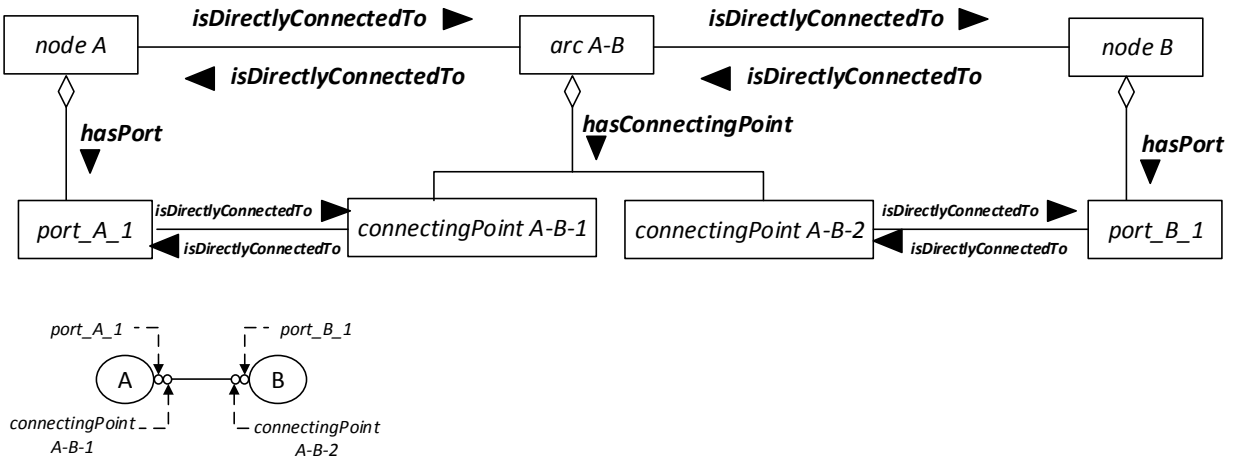 isDirectlyConnectedTo
isDirectlyConnectedTo
node A
arc A-B
node B
isDirectlyConnectedTo
isDirectlyConnectedTo
hasPort
hasConnectingPoint
hasPort
port_A_1
isDirectlyConnectedTo
isDirectlyConnectedTo
connectingPoint A-B-1
connectingPoint A-B-2
isDirectlyConnectedTo
isDirectlyConnectedTo
port_B_1
port_A_1
port_B_1
A
B
connectingPoint
A-B-1
connectingPoint
A-B-2